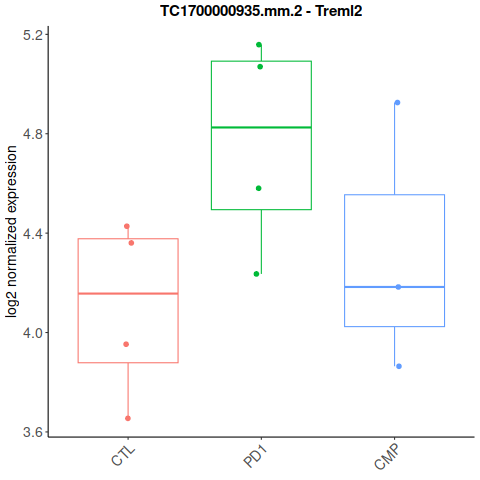 TC1700000935.mm.2 - Treml2
5.2
4.8
4.4
4.0
3.6
log2 normalized expression
CTL
PD1
CMP